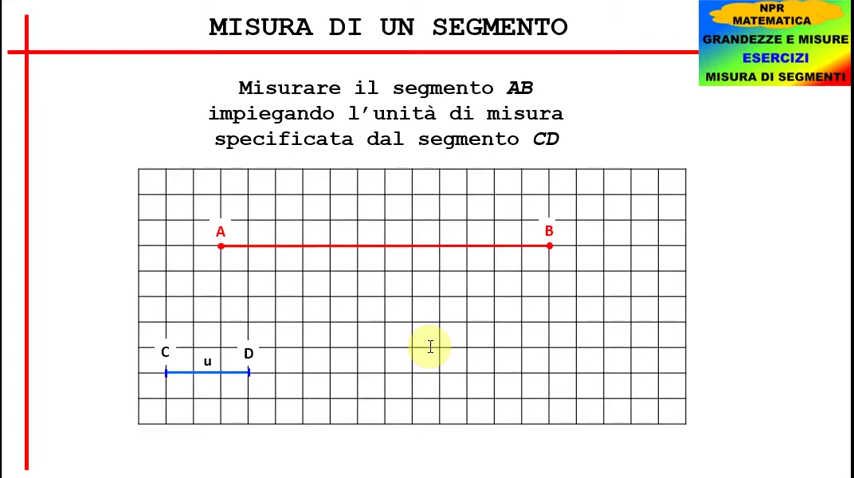 MISURA DI UN SEGMENTO
NPR
MATEMATICA
GRANDEZZE E MISURE
ESERCIZI
MISURA DI SEGMENTI
Misurare il segmento AB
impiegando l'unità di misura
specificata dal segmento CD
A
B
C
u
D